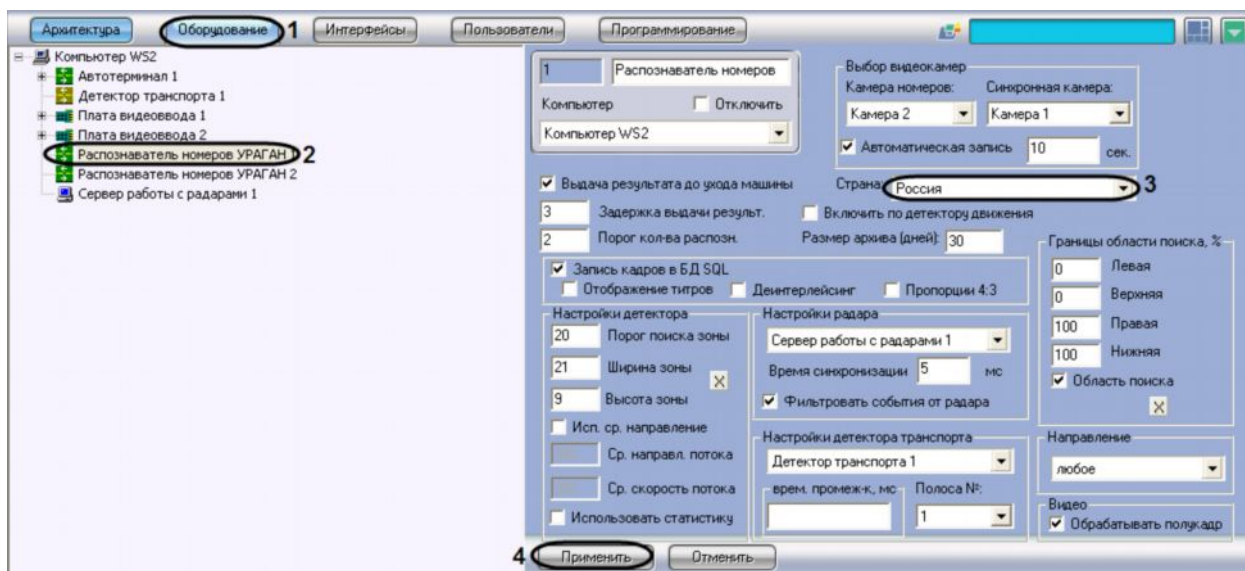 Архитектура Оборудование 1 Интерфейсы Пользователи Программирование
Компьютер WS2
Автотерминал 1
Детектор транспорта 1
Плата видеоввода 1
Плата видеоввода 2
Распознаватель номеров УРАГАН 1 2
Распознаватель номеров УРАГАН 2
Сервер работы с радарами 1
1 Распознаватель номеров
Компьютер Отключить
Компьютер WS2
Выбор видеокамер
Камера номеров: Синхронная камера:
Камера 2 Камера 1
Автоматическая запись 10 сек.
Выдача результата до ухода машины
Страна: Россия 3
3 Задержка выдачи результ.
Включить по детектору движения
2 Порог кол-ва распозн.
Размер архива (дней): 30
Запись кадров в БД SQL
Отображение титров Деинтерлейсинг Пропорции 4:3
Границы области поиска, %
0 Левая
0 Верхняя
100 Правая
100 Нижняя
Область поиска
X
Настройки детектора
20 Порог поиска зоны
21 Ширина зоны
X
9 Высота зоны
Исп. ср. направление
Ср. направл. потока
Ср. скорость потока
Использовать статистику
Настройки радара
Сервер работы с радарами 1
Время синхронизации 5 мс
Фильтровать события от радара
Настройки детектора транспорта
Детектор транспорта 1
врем. промеж-к, мс Полоса №:
1
Направление
любое
Видео
Обрабатывать полукадр
4 Применить Отменить